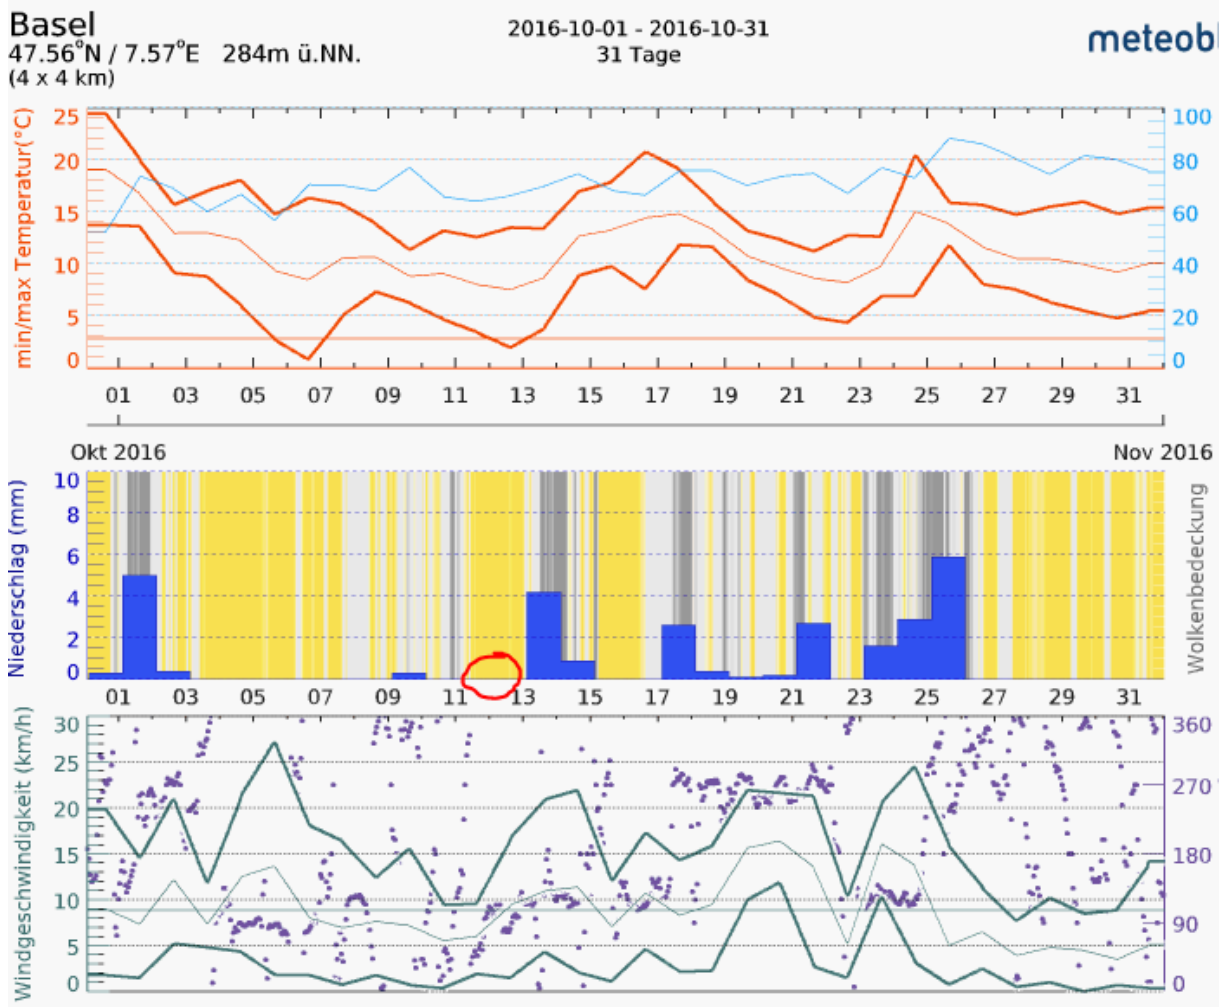 Basel
47.56°N / 7.57°E 284m ü.NN.
(4 x 4 km)
2016-10-01 - 2016-10-31
31 Tage
meteobl
min/max Temperatur(°C)
25
20
15
10
5
0
100
80
60
40
20
0
01 03 05 07 09 11 13 15 17 19 21 23 25 27 29 31
Okt 2016
Nov 2016
Niederschlag (mm)
10
8
6
4
2
0
Wolkenbedeckung
01 03 05 07 09 11 13 15 17 19 21 23 25 27 29 31
Windgeschwindigkeit (km/h)
30
25
20
15
10
5
0
360
270
180
90
0